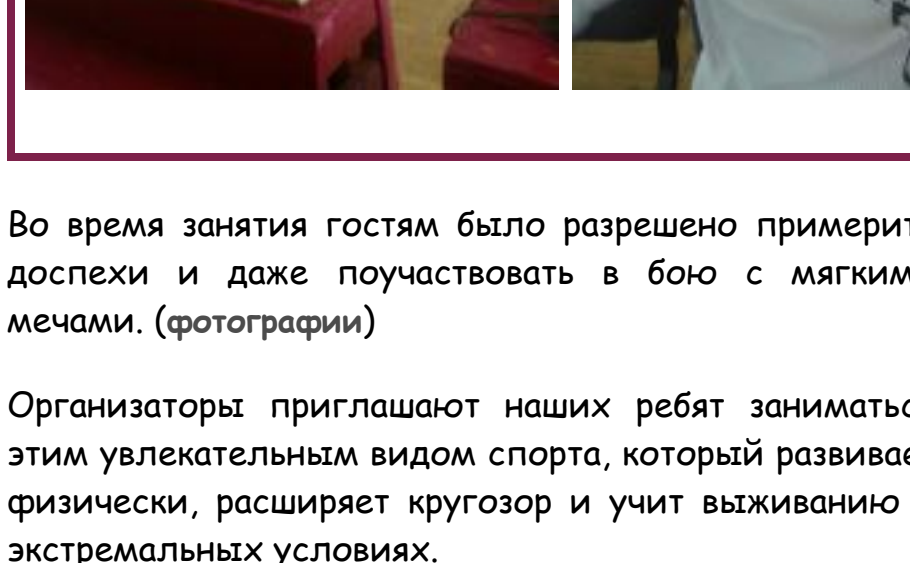 Во время занятия гостям было разрешено примерит
доспехи и даже поучаствовать в бою с мягким
мечами. (фотографии)
Организаторы приглашают наших ребят занимать
этим увлекательным видом спорта, который развивае
физически, расширяет кругозор и учит выживанию
экстремальных условиях.